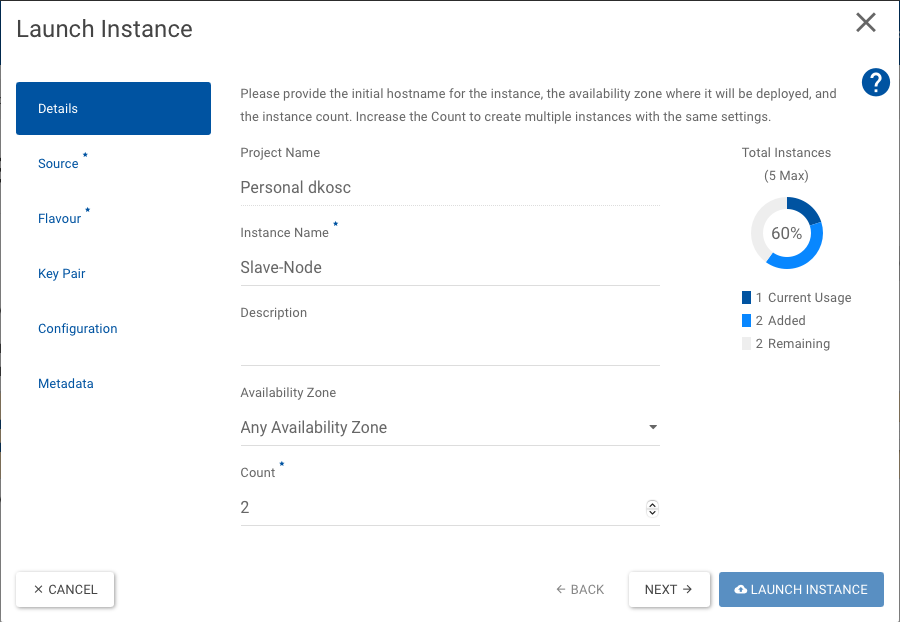 Launch Instance
Details
Source *
Flavour *
Key Pair
Configuration
Metadata
Please provide the initial hostname for the instance, the availability zone where it will be deployed, and
the instance count. Increase the Count to create multiple instances with the same settings.
Project Name
Personal dkosc
Instance Name *
Slave-Node
Description
Availability Zone
Any Availability Zone
Count *
2
?
Total Instances
(5 Max)
60%
1 Current Usage
2 Added
2 Remaining
× CANCEL
← BACK
NEXT →
LAUNCH INSTANCE